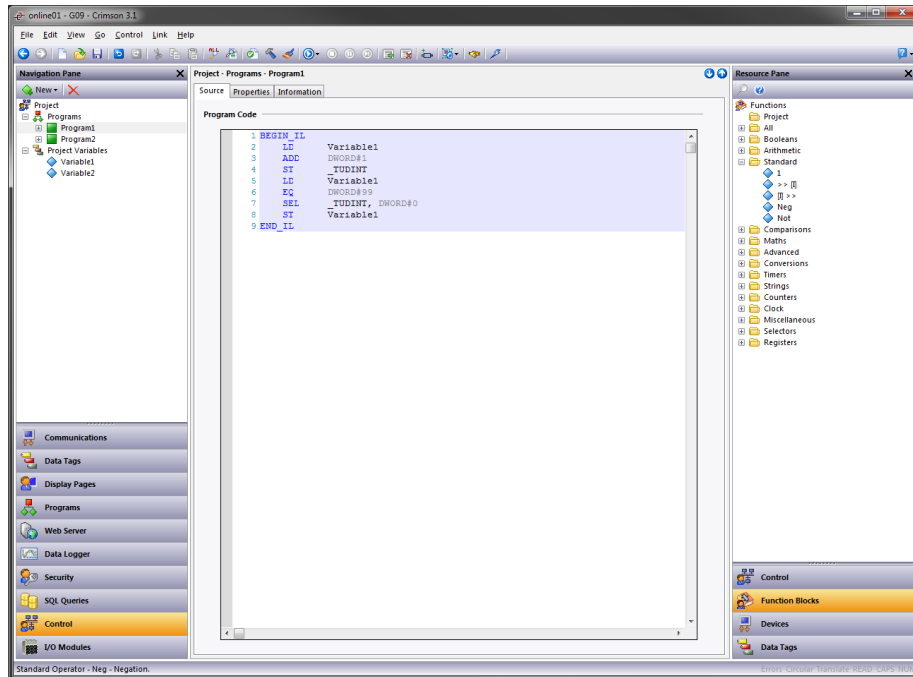 online01 - G09 - Crimson 3.1
File Edit View Go Control Link Help
Navigation Pane
New
Project
Programs
Program1
Program2
Project Variables
Variable1
Variable2
Communications
Data Tags
Display Pages
Programs
Web Server
Data Logger
Security
SQL Queries
Control
I/O Modules
Project - Programs - Program1
Source Properties Information
Program Code
1 BEGIN_IL
2 LD Variable1
3 ADD DWORD#1
4 ST _TUDINT
5 LD Variable1
6 EQ DWORD#99
7 SEL _TUDINT, DWORD#0
8 ST Variable1
9 END_IL
Resource Pane
Functions
Project
All
Booleans
Arithmetic
Standard
1
>> []
[] >>
Neg
Not
Comparisons
Maths
Advanced
Conversions
Timers
Strings
Counters
Clock
Miscellaneous
Selectors
Registers
Control
Function Blocks
Devices
Data Tags
Standard Operator - Neg - Negation.
Errors Circular Translate READ CAPS NUM